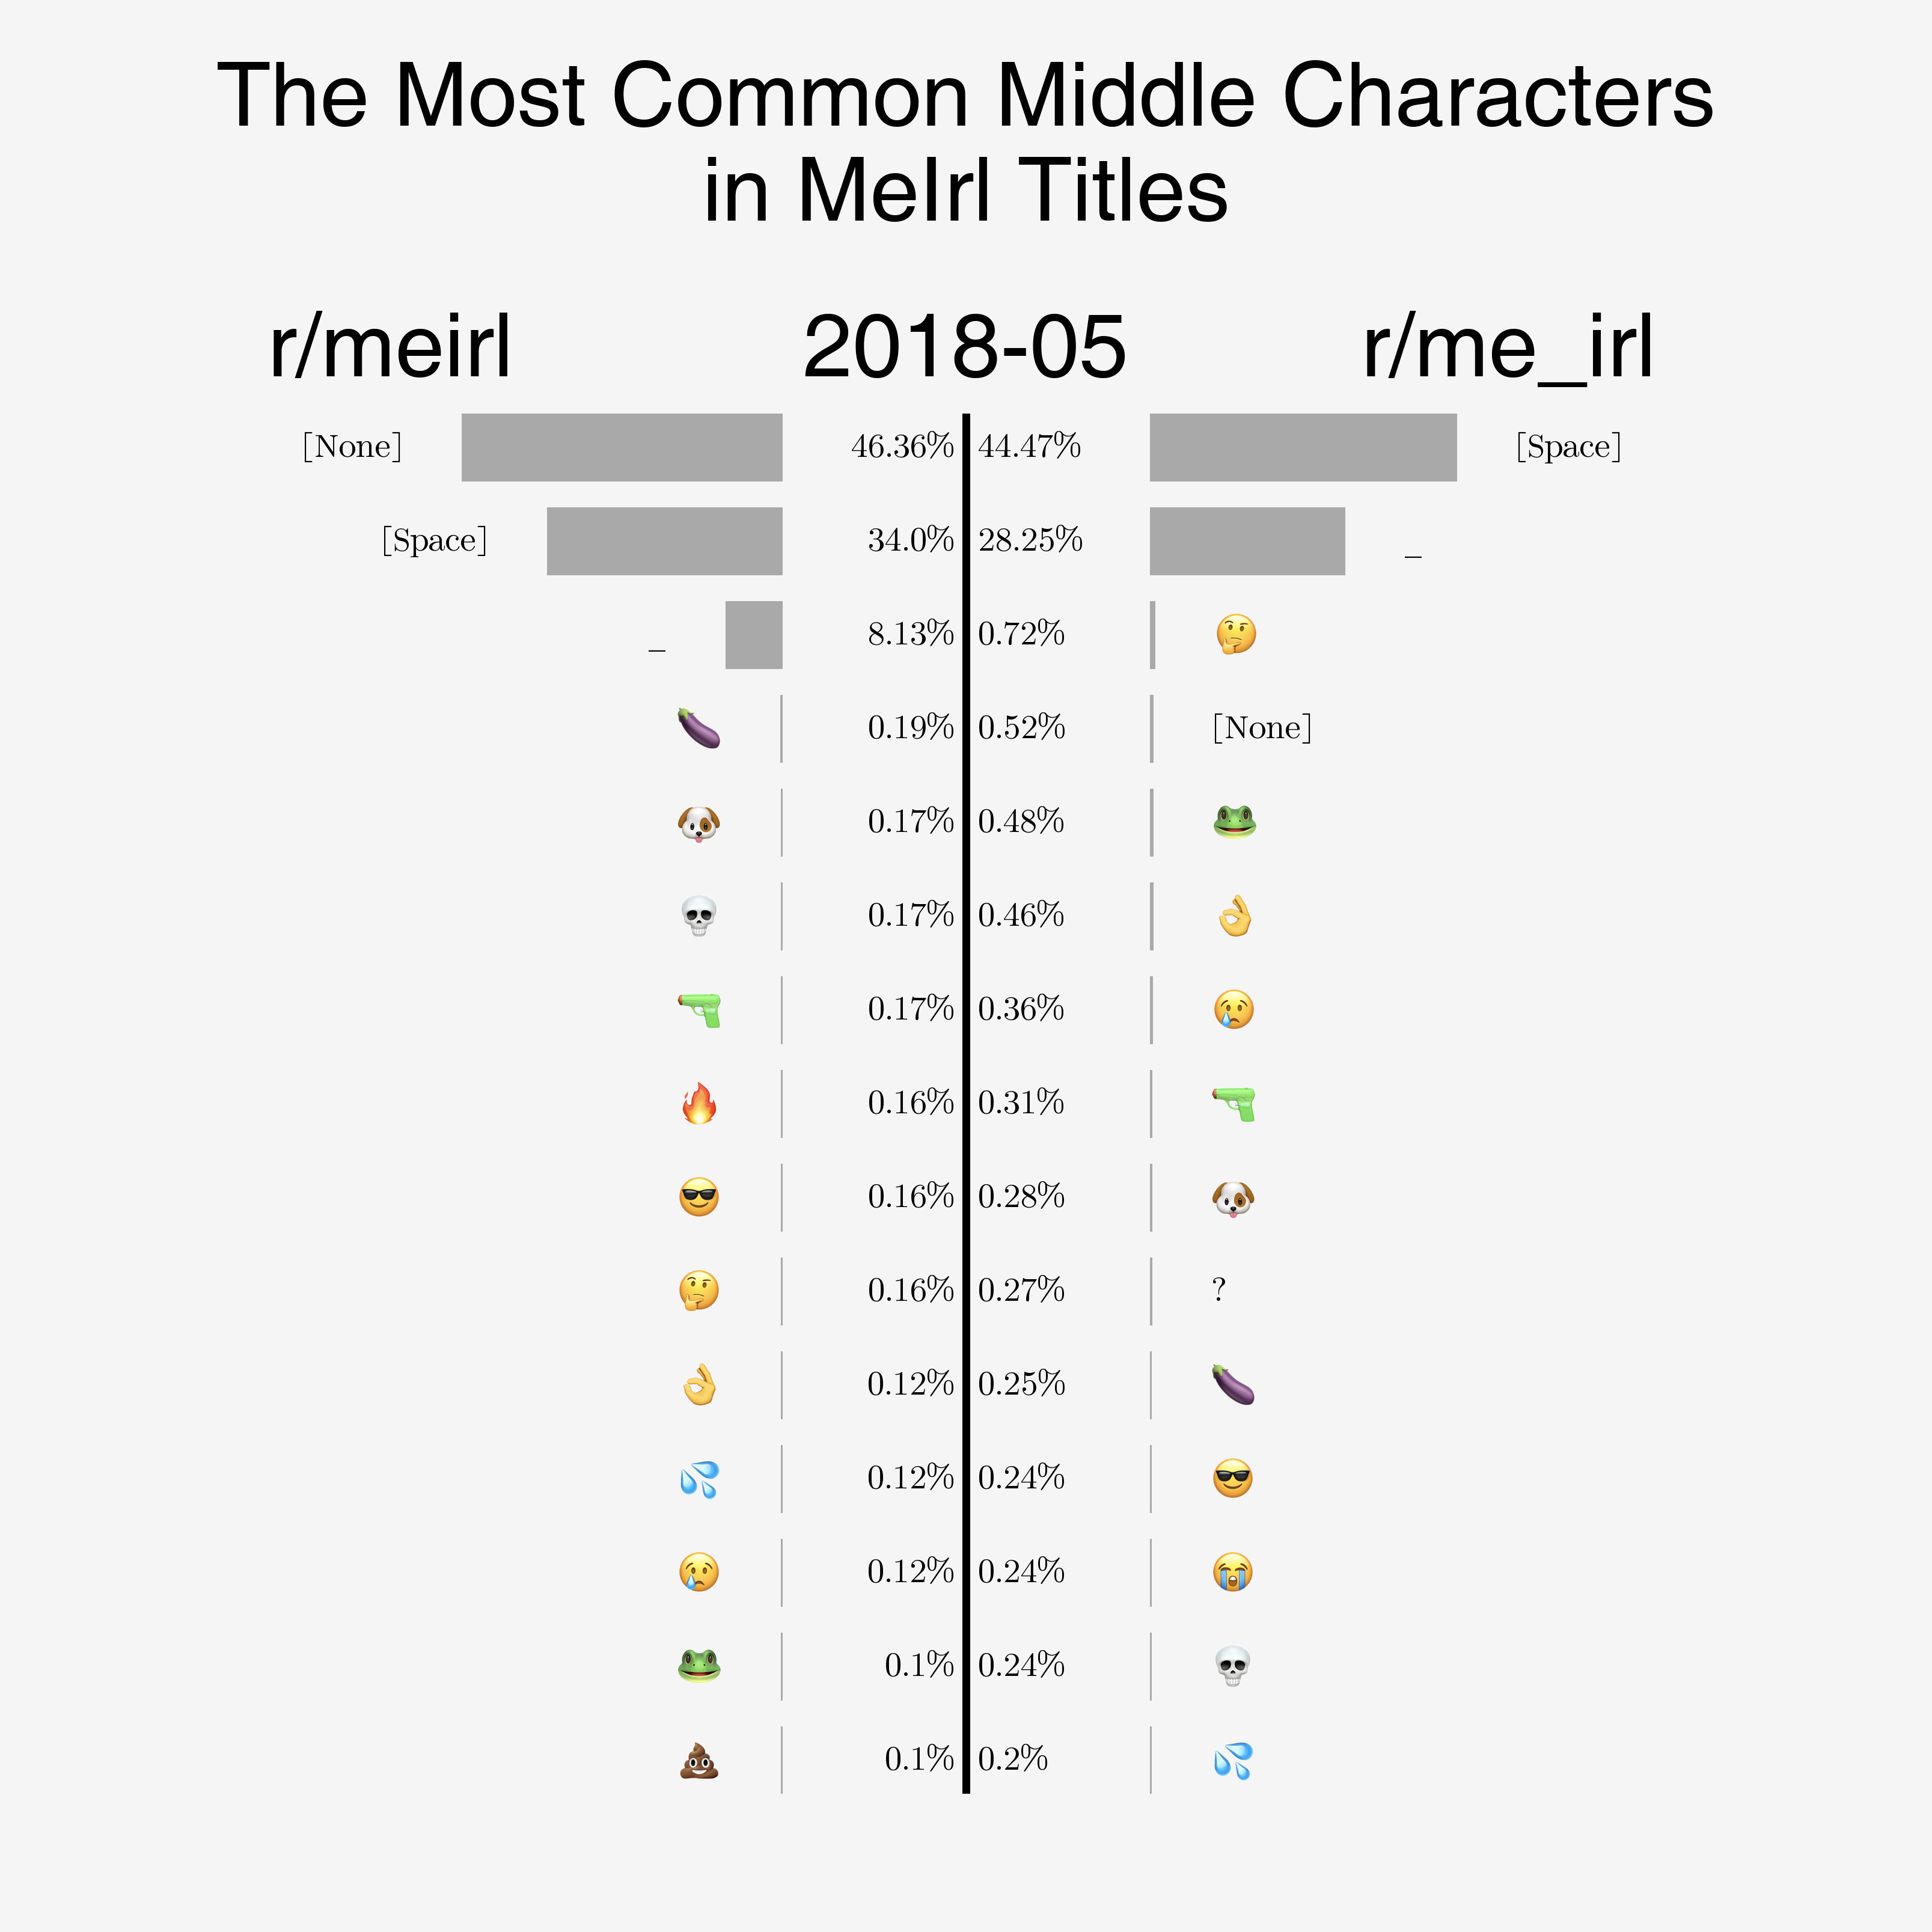 The Most Common Middle Characters
in MeIrl Titles
r/meirl 2018-05 r/me_irl
[None] 46.36% 44.47% [Space]
[Space] 34.0% 28.25% _
_ 8.13% 0.72% 🤔
🍆 0.19% 0.52% [None]
🐶 0.17% 0.48% 🐸
💀 0.17% 0.46% 👌
🔫 0.17% 0.36% 😢
🔥 0.16% 0.31% 🔫
😎 0.16% 0.28% 🐶
🤔 0.16% 0.27% ?
👌 0.12% 0.25% 🍆
💦 0.12% 0.24% 😎
😢 0.12% 0.24% 😭
🐸 0.1% 0.24% 💀
💩 0.1% 0.2% 💦